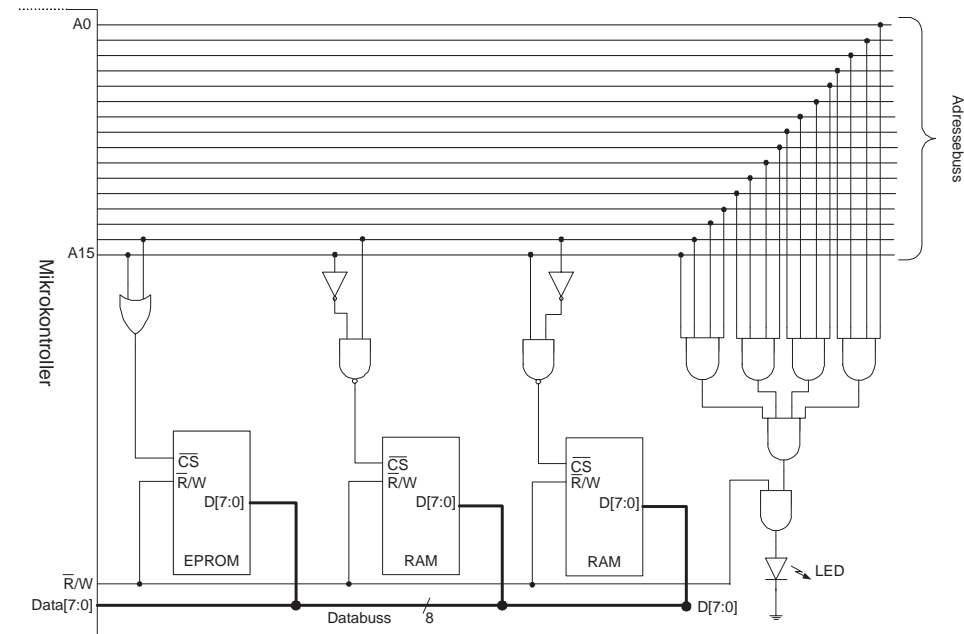 A0
Adressebuss
A15
Mikrokontroller
CS
R/W
D[7:0]
EPROM
CS
R/W
D[7:0]
RAM
CS
R/W
D[7:0]
RAM
LED
R/W
Data[7:0]
Databuss
8
D[7:0]